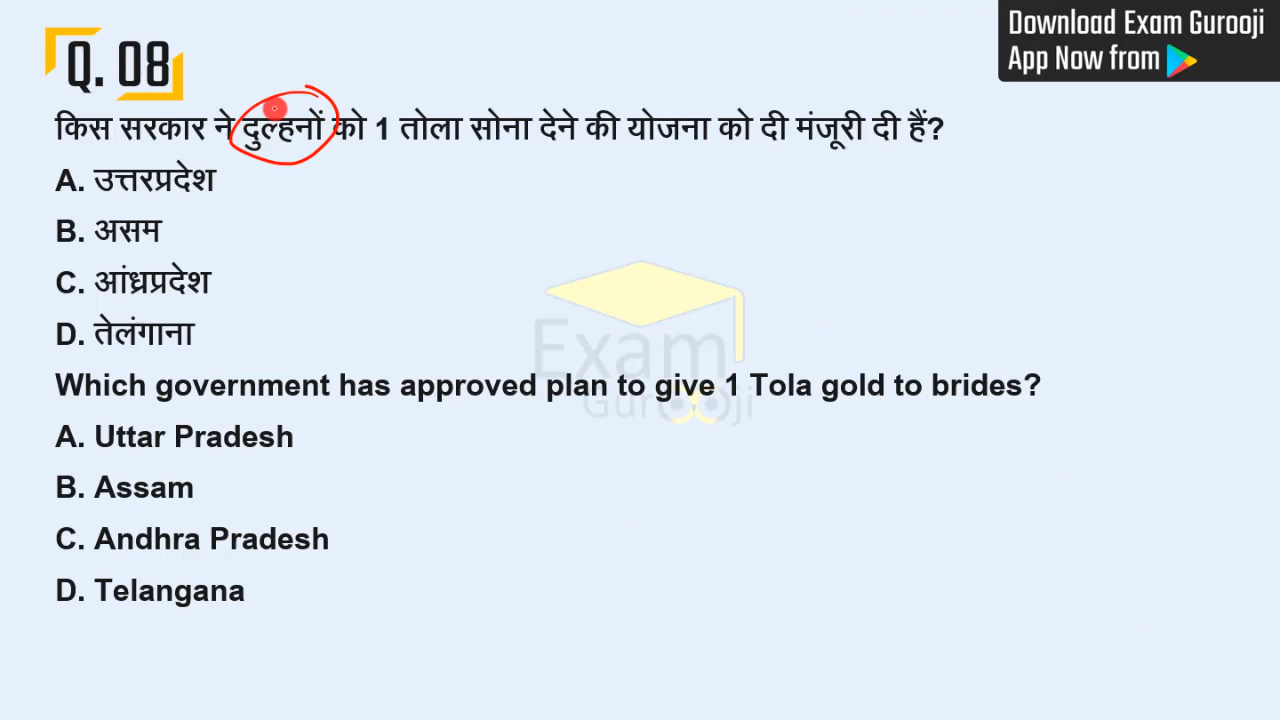 Download Exam Gurooji
App Now from
Q. 08
किस सरकार ने दुल्हनों को 1 तोला सोना देने की योजना को दी मंजूरी दी हैं?
A. उत्तरप्रदेश
B. असम
C. आंध्रप्रदेश
D. तेलंगाना
Exam
Gurooji
Which government has approved plan to give 1 Tola gold to brides?
A. Uttar Pradesh
B. Assam
C. Andhra Pradesh
D. Telangana